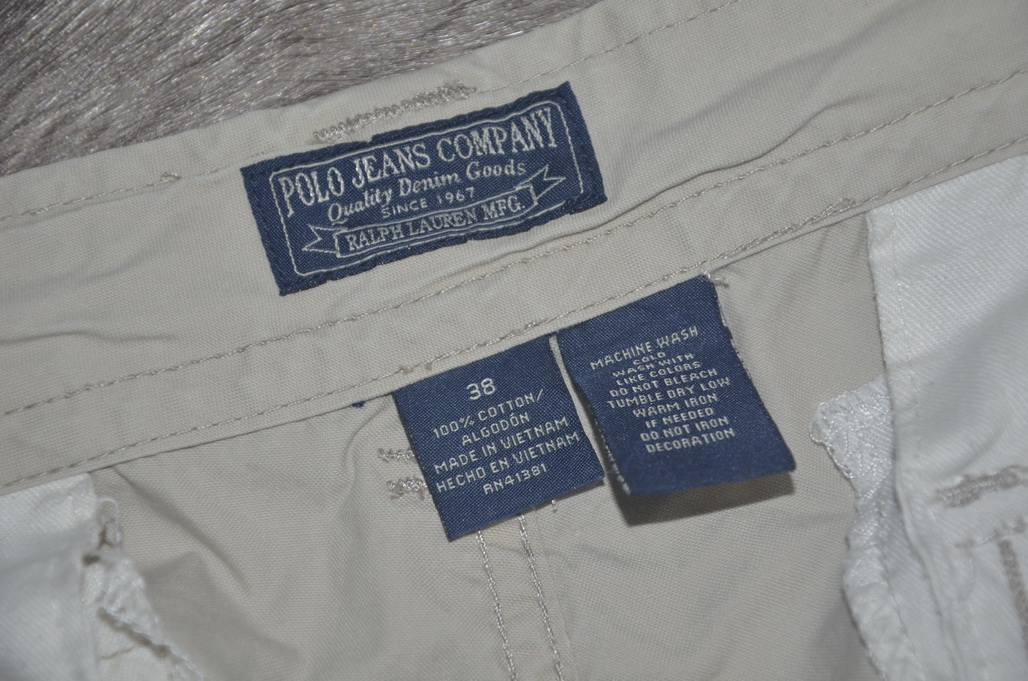 POLO JEANS COMPANY
Quality Denim Goods
SINCE 1967
RALPH LAUREN MFG.
38
100% COTTON/
ALGODÓN
MADE IN VIETNAM
HECHO EN VIETNAM
RN41381
MACHINE WASH
COLD
WASH WITH
LIKE COLORS
DO NOT BLEACH
TUMBLE DRY LOW
WARM IRON
IF NEEDED
DO NOT IRON
DECORATION